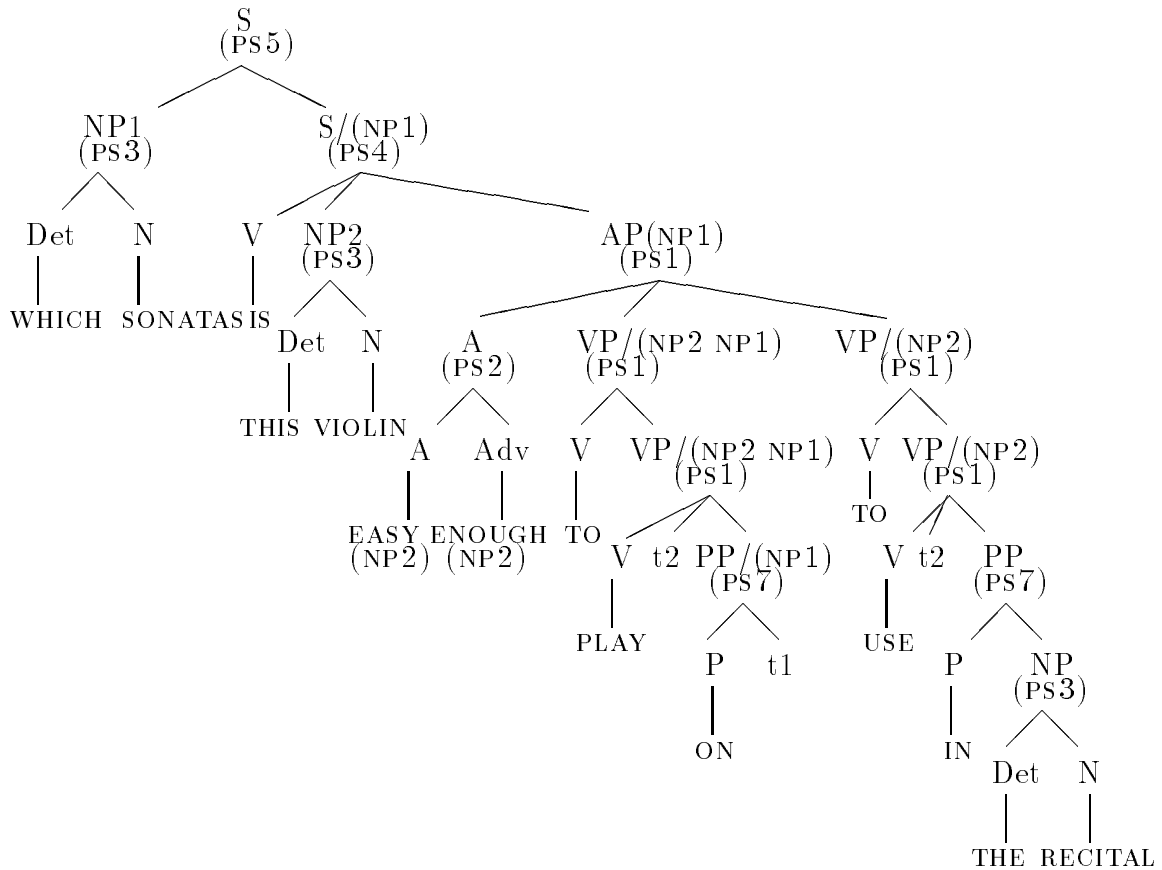 S
(PS5)
NP1 S/(NP1)
(PS3) (PS4)
Det N V NP2 AP(NP1)
(PS3) (PS1)
WHICH SONATAS IS
Det N A VP/(NP2 NP1) VP/(NP2)
(PS2) (PS1) (PS1)
THIS VIOLIN
A Adv V VP/(NP2 NP1) V VP/(NP2)
(PS1) (PS1)
TO
EASY ENOUGH TO
(NP2) (NP2) V t2 PP/(NP1) V t2 PP
(PS7) (PS7)
PLAY USE
P t1 P NP
(PS3)
ON IN
Det N
THE RECITAL